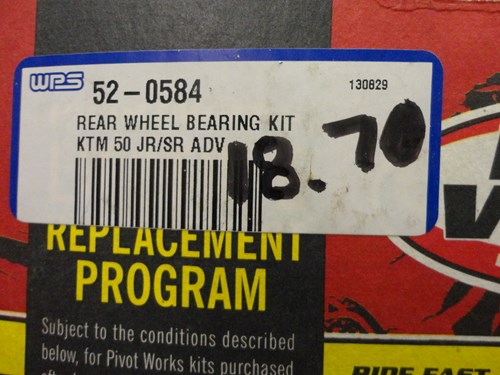 WPS 52-0584 130829
REAR WHEEL BEARING KIT
KTM 50 JR/SR ADV
18.70
REPLACEMENT
PROGRAM
Subject to the conditions described
below, for Pivot Works kits purchased
RIDE EAST